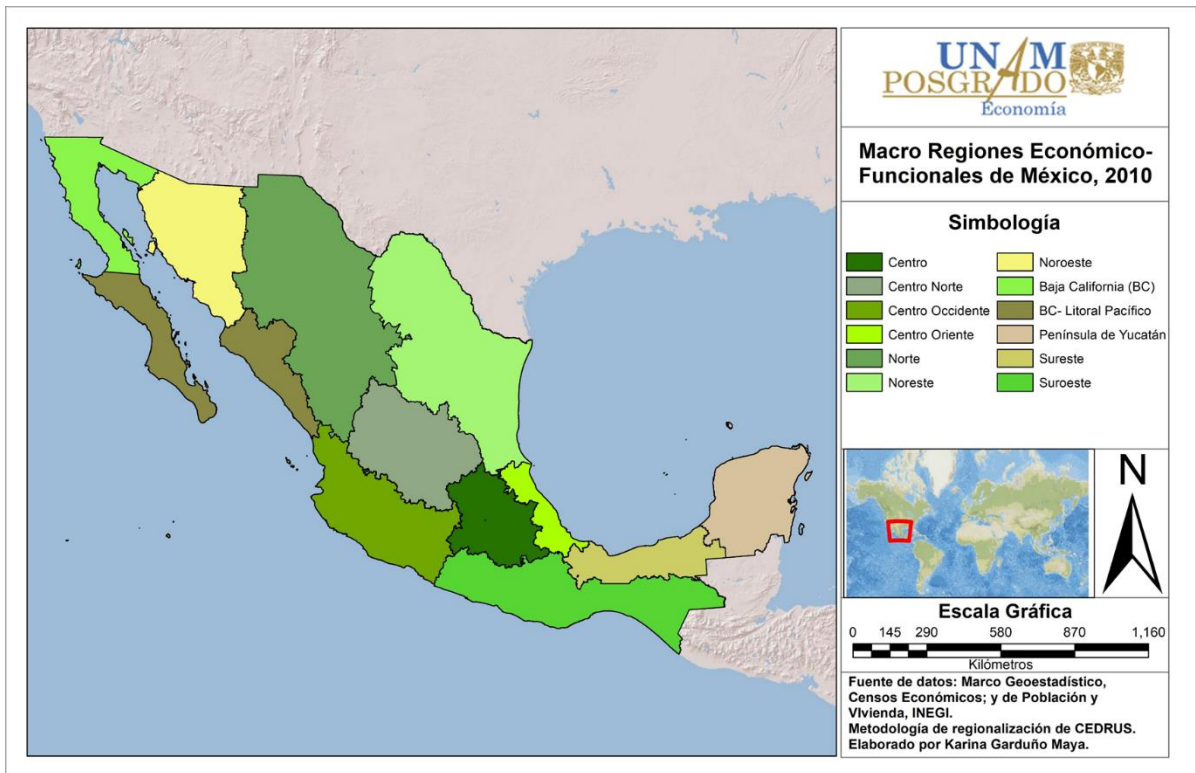 UNAM
POSGRADO
Economía
Macro Regiones Económico-
Funcionales de México, 2010
Simbología
Centro
Centro Norte
Centro Occidente
Centro Oriente
Norte
Noreste
Noroeste
Baja California (BC)
BC- Litoral Pacífico
Península de Yucatán
Sureste
Suroeste
N
Escala Gráfica
0 145 290 580 870 1,160
Kilómetros
Fuente de datos: Marco Geoestadístico,
Censos Económicos; y de Población y
VIvienda, INEGI.
Metodología de regionalización de CEDRUS.
Elaborado por Karina Garduño Maya.